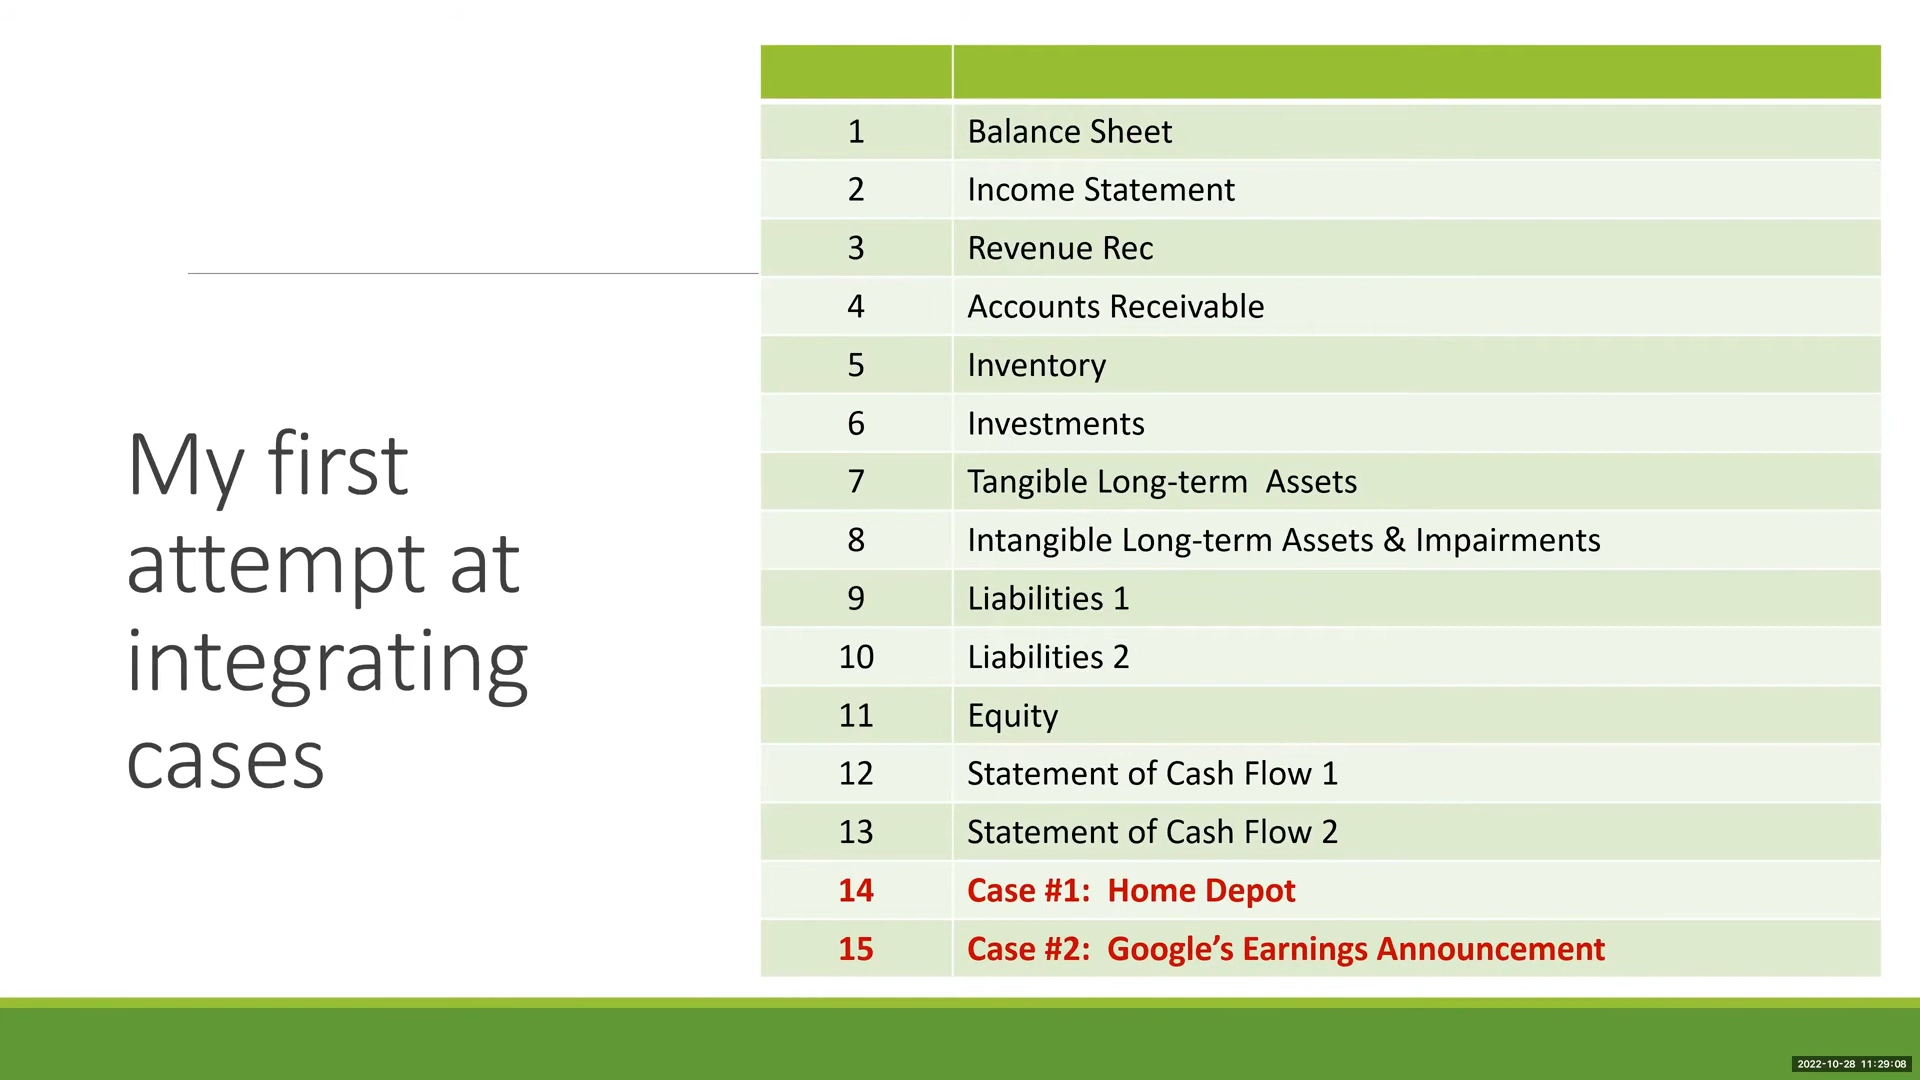 My first
attempt at
integrating
cases
1 Balance Sheet
2 Income Statement
3 Revenue Rec
4 Accounts Receivable
5 Inventory
6 Investments
7 Tangible Long-term  Assets
8 Intangible Long-term Assets & Impairments
9 Liabilities 1
10 Liabilities 2
11 Equity
12 Statement of Cash Flow 1
13 Statement of Cash Flow 2
14 Case #1:  Home Depot
15 Case #2:  Google’s Earnings Announcement
2022-10-28 11:29:08